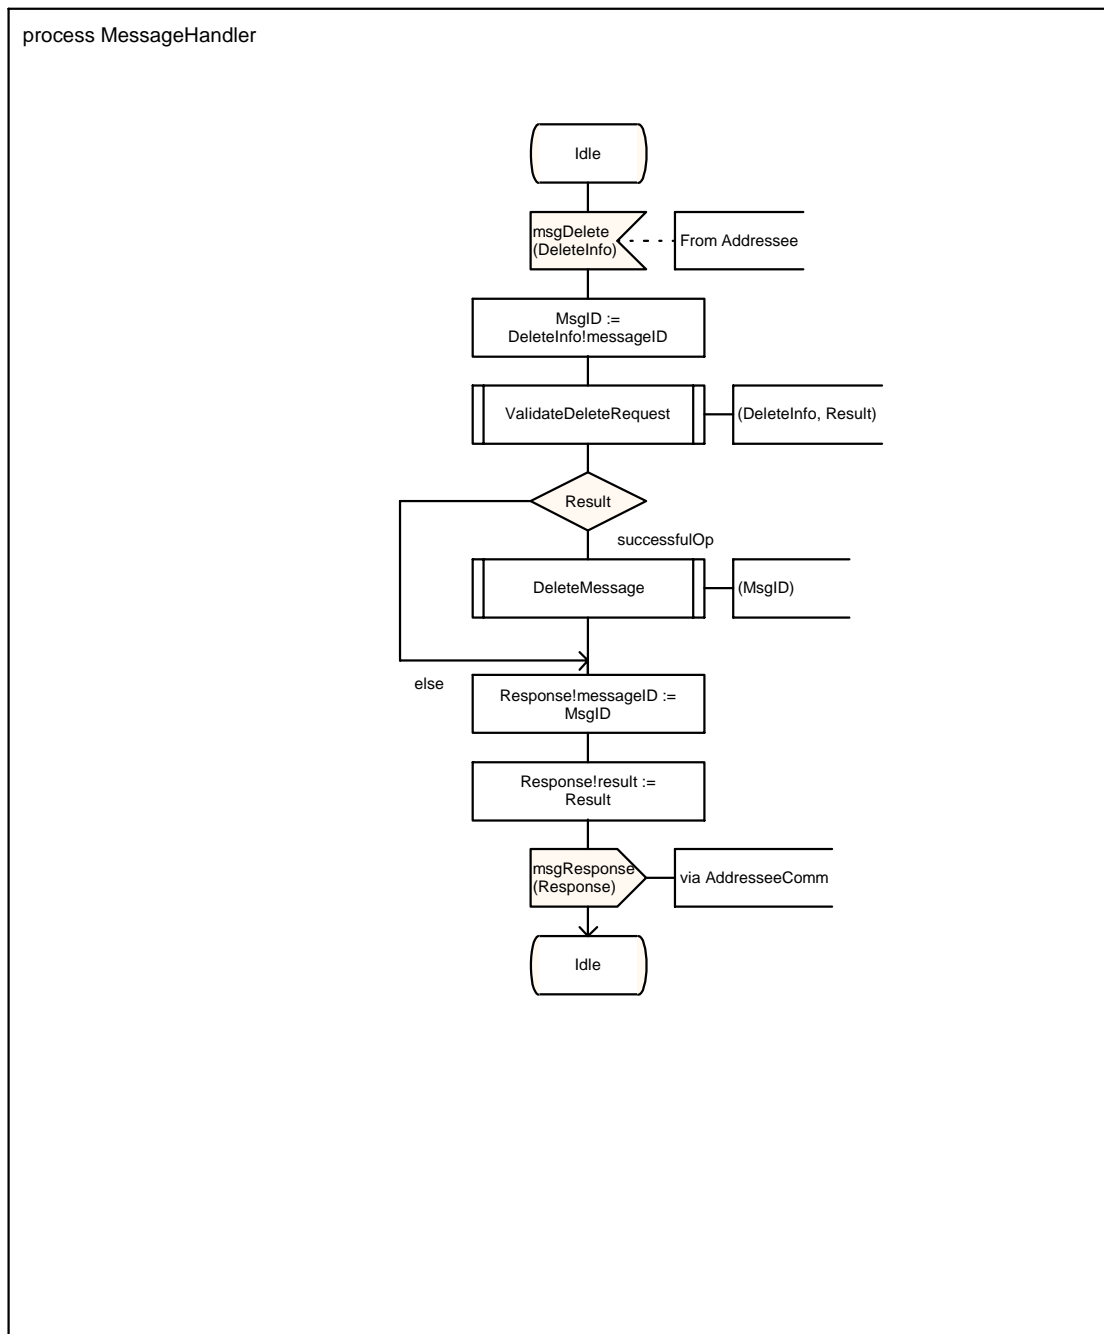 process MessageHandler
Idle
msgDelete
(DeleteInfo)
From Addressee
MsgID :=
DeleteInfo!messageID
ValidateDeleteRequest
(DeleteInfo, Result)
Result
successfulOp
DeleteMessage
(MsgID)
else
Response!messageID :=
MsgID
Response!result :=
Result
msgResponse
(Response)
via AddresseeComm
Idle